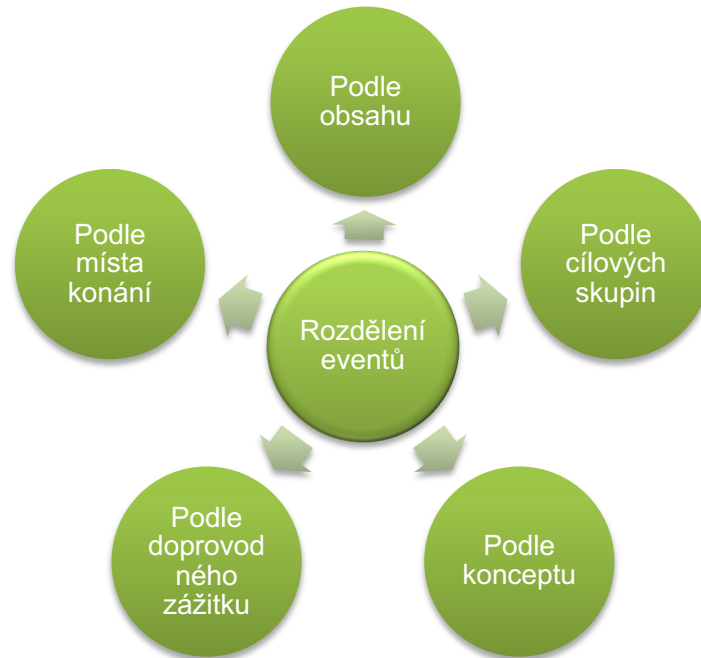 Podle
obsahu
Podle
místa
konání
Podle
cílových
skupin
Rozdělení
eventů
Podle
doprovod
ného
zážitku
Podle
konceptu